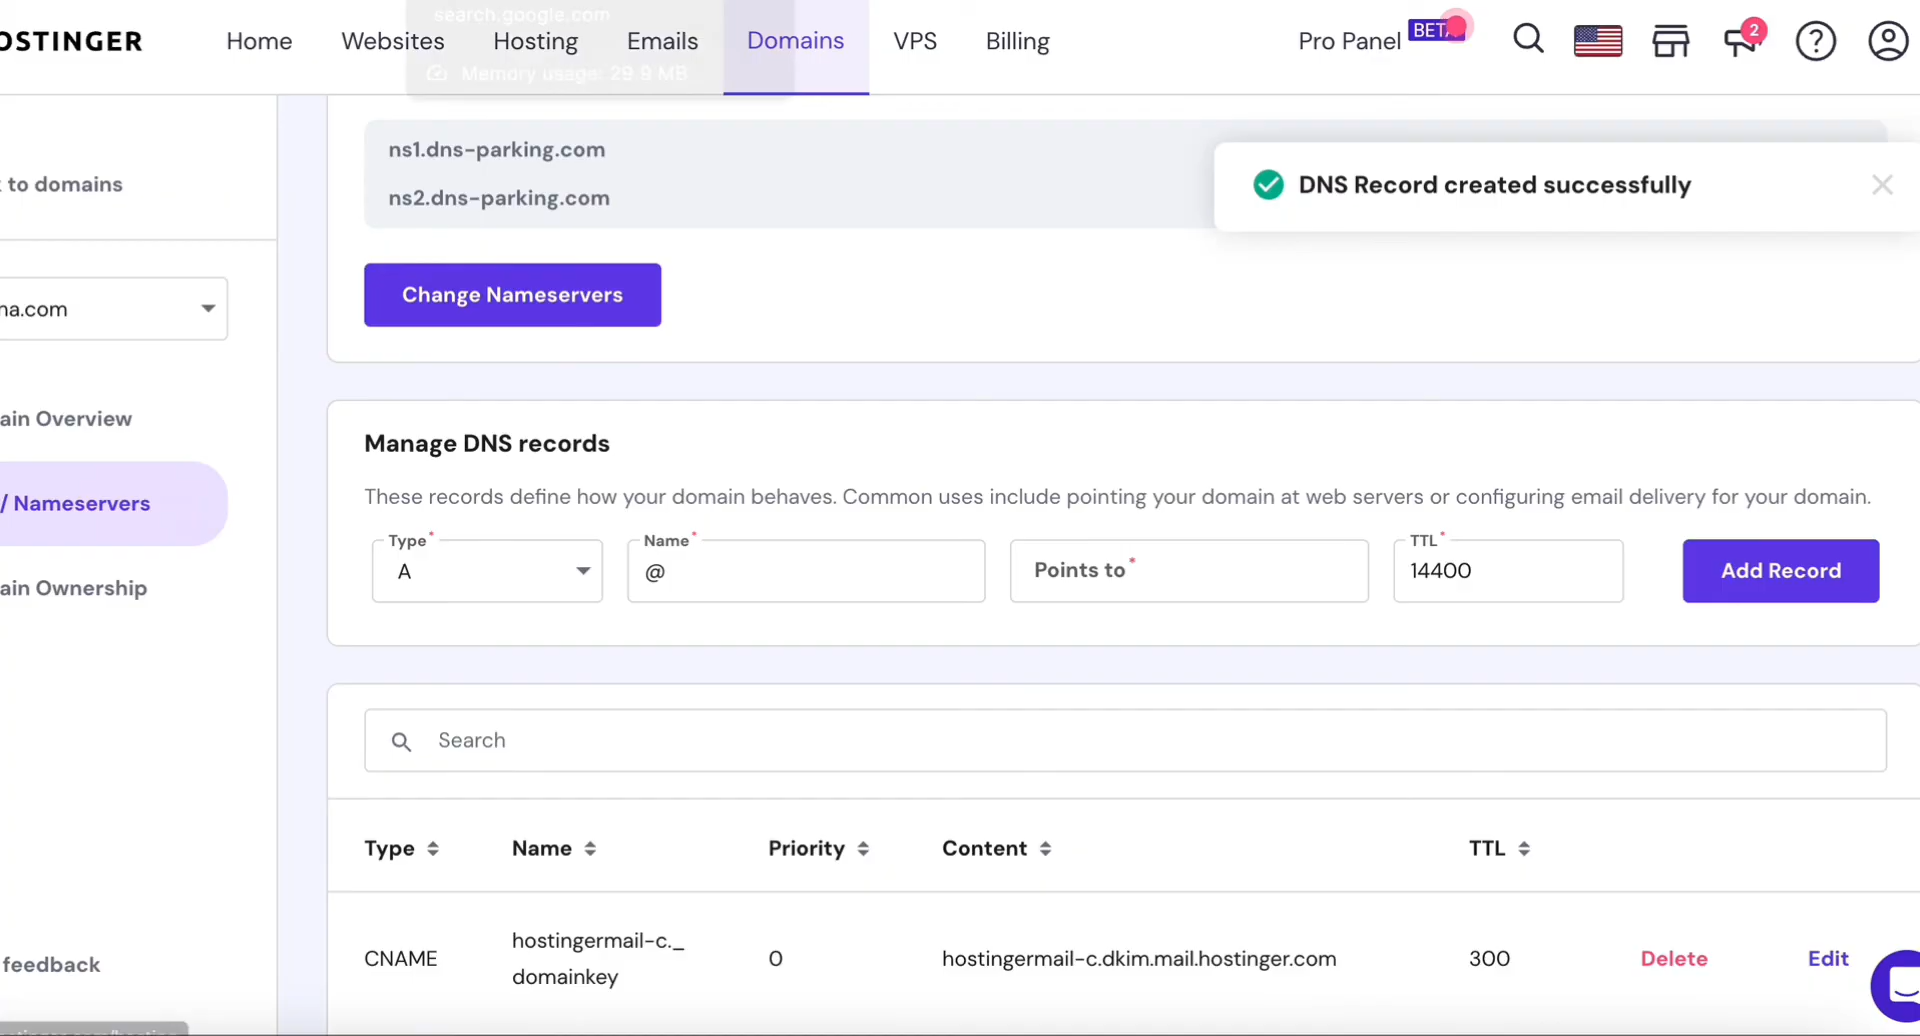 OSTINGER
Home
Websites
Hosting
Emails
Domains
VPS
Billing
Pro Panel
BETA
2
search.google.com
Memory usage: 29.9 MB
to domains
na.com
ain Overview
/ Nameservers
ain Ownership
feedback
ns1.dns-parking.com
ns2.dns-parking.com
DNS Record created successfully
Change Nameservers
Manage DNS records
These records define how your domain behaves. Common uses include pointing your domain at web servers or configuring email delivery for your domain.
Type*
A
Name*
@
Points to*
TTL*
14400
Add Record
Search
Type
Name
Priority
Content
TTL
CNAME
hostingermail-c._
domainkey
0
hostingermail-c.dkim.mail.hostinger.com
300
Delete
Edit